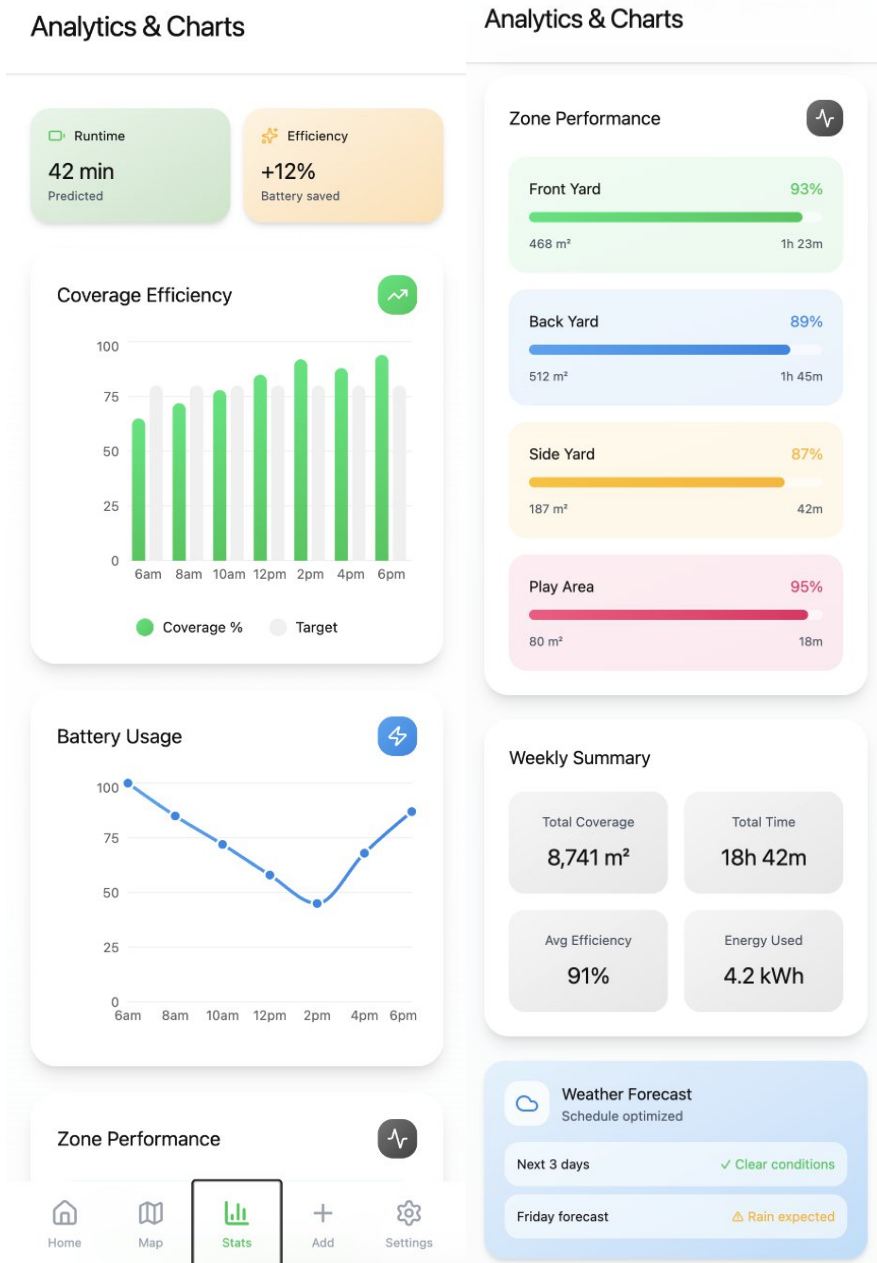 Analytics & Charts
Runtime
42 min
Predicted
Efficiency
+12%
Battery saved
Coverage Efficiency
100
75
50
25
0
6am 8am 10am 12pm 2pm 4pm 6pm
Coverage % Target
Battery Usage
100
75
50
25
0
6am 8am 10am 12pm 2pm 4pm 6pm
Zone Performance
Home Map Stats Add Settings
Analytics & Charts
Zone Performance
Front Yard 93%
468 m² 1h 23m
Back Yard 89%
512 m² 1h 45m
Side Yard 87%
187 m² 42m
Play Area 95%
80 m² 18m
Weekly Summary
Total Coverage
8,741 m²
Total Time
18h 42m
Avg Efficiency
91%
Energy Used
4.2 kWh
Weather Forecast
Schedule optimized
Next 3 days ✓ Clear conditions
Friday forecast ⚠ Rain expected